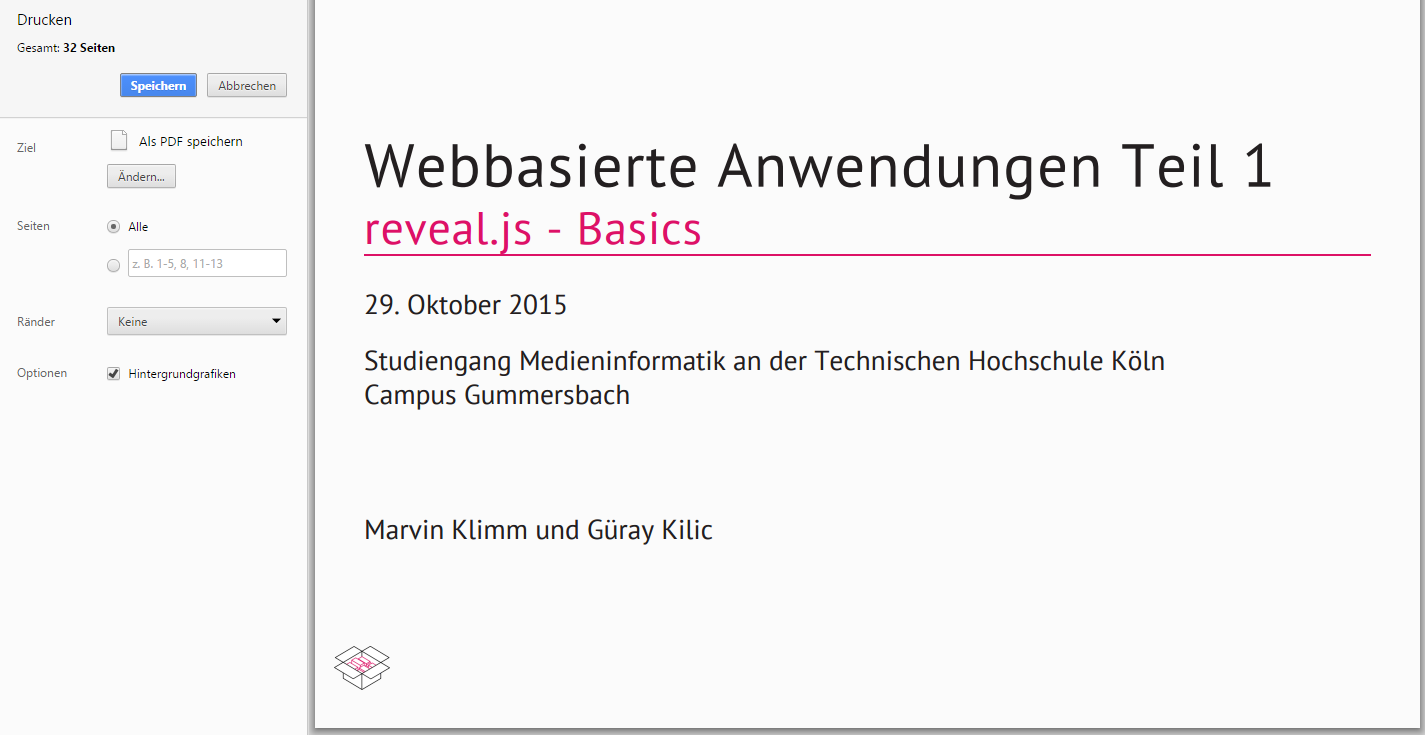 Drucken
Gesamt: 32 Seiten
Speichern
Abbrechen
Ziel
Als PDF speichern
Ändern...
Seiten
Alle
z. B. 1-5, 8, 11-13
Ränder
Keine
Optionen
Hintergrundgrafiken
Webbasierte Anwendungen Teil 1
reveal.js - Basics
29. Oktober 2015
Studiengang Medieninformatik an der Technischen Hochschule Köln
Campus Gummersbach
Marvin Klimm und Güray Kilic